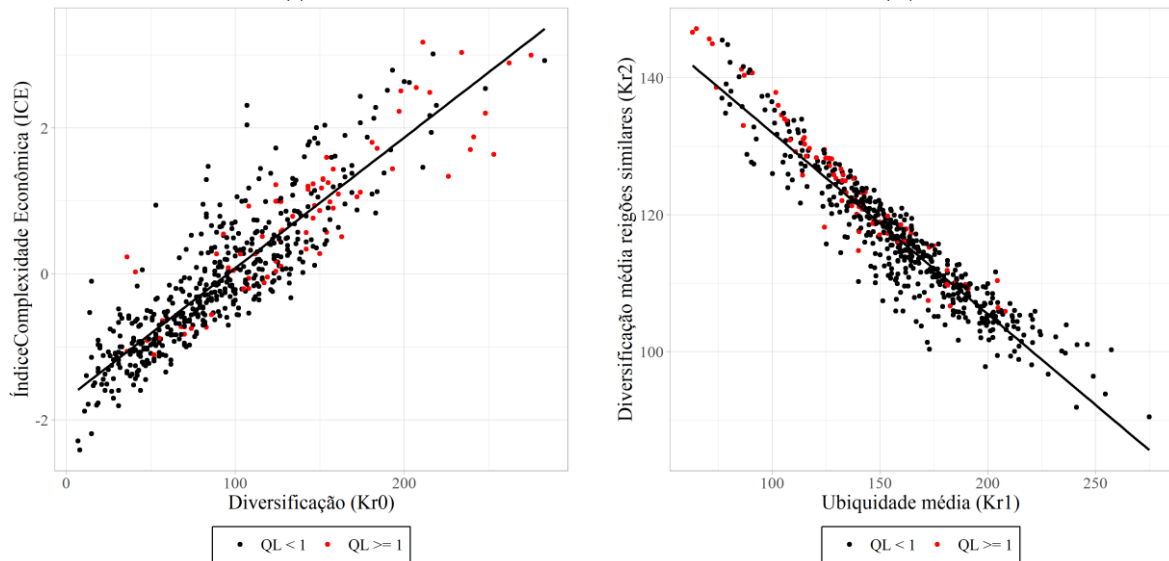 ÍndiceComplexidade Econômica (ICE)
2
0
-2
0
100
200
Diversificação (Kr0)
QL < 1
QL >= 1
Diversificação média reigões similares (Kr2)
140
120
100
100
150
200
250
Ubiquidade média (Kr1)
QL < 1
QL >= 1